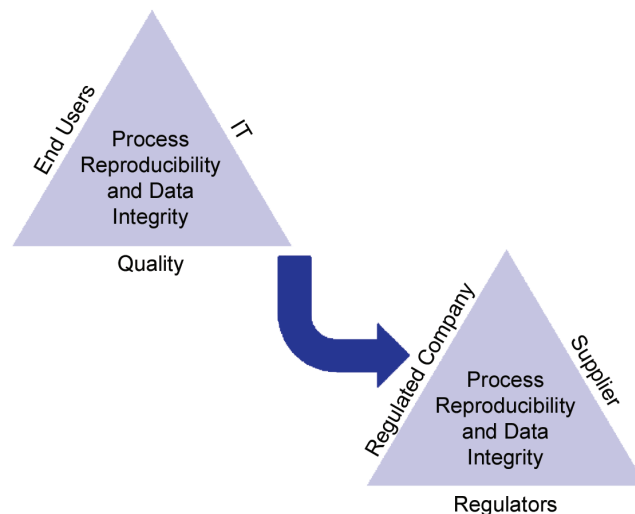 End Users
IT
Process
Reproducibility
and Data
Integrity
Quality
Regulated Company
Supplier
Process
Reproducibility
and Data
Integrity
Regulators